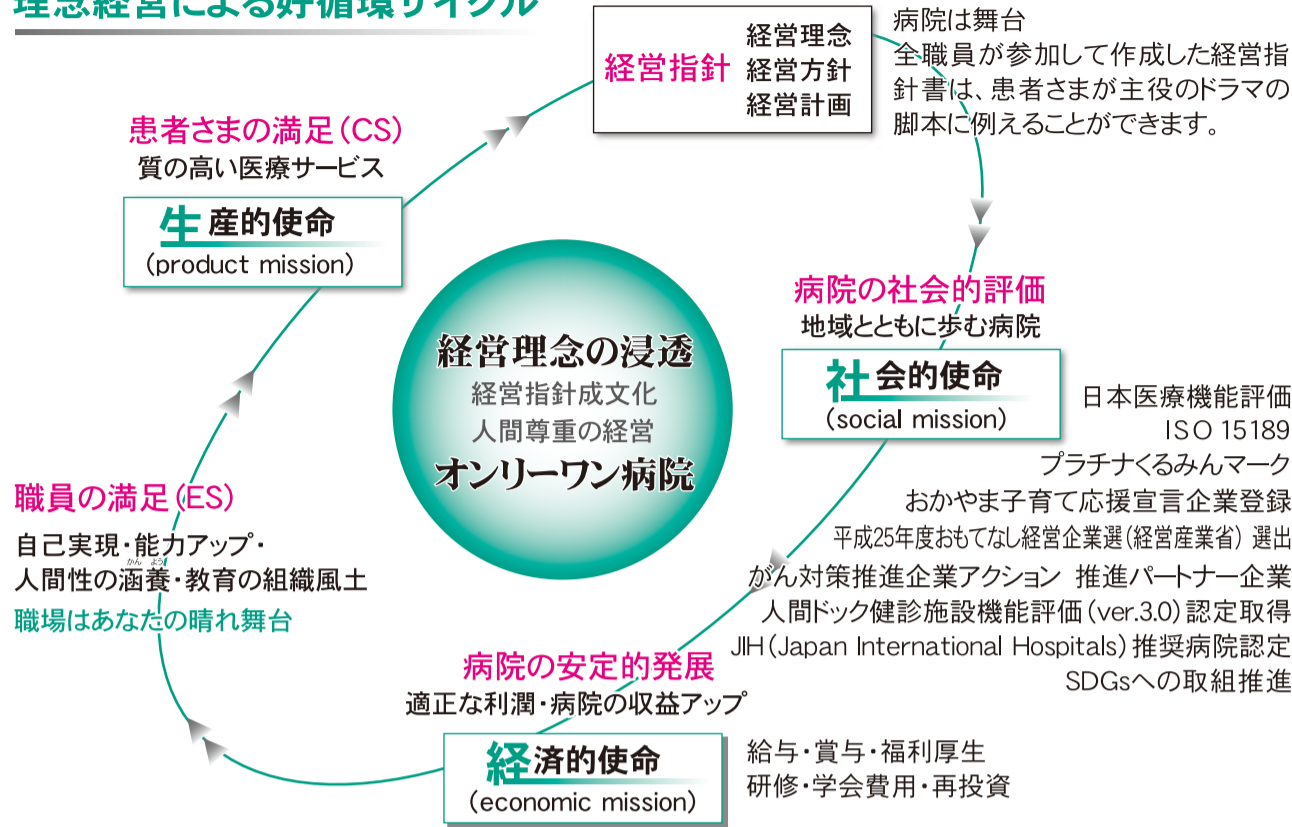 理念経営による好循環サイクル
経営指針
経営理念
経営方針
経営計画
病院は舞台
全職員が参加して作成した経営指
針書は、患者さまが主役のドラマの
脚本に例えることができます。
患者さまの満足(CS)
質の高い医療サービス
生産的使命
(product mission)
病院の社会的評価
地域とともに歩む病院
社会的使命
(social mission)
経営理念の浸透
経営指針成文化
人間尊重の経営
オンリーワン病院
日本医療機能評価
ISO 15189
プラチナくるみんマーク
おかやま子育て応援宣言企業登録
平成25年度おもてなし経営企業選(経営産業省) 選出
がん対策推進企業アクション 推進パートナー企業
人間ドック健診施設機能評価(ver.3.0)認定取得
JIH(Japan International Hospitals)推奨病院認定
SDGsへの取組推進
職員の満足(ES)
自己実現・能力アップ・
かん よう
人間性の涵養・教育の組織風土
職場はあなたの晴れ舞台
病院の安定的発展
適正な利潤・病院の収益アップ
経済的使命
(economic mission)
給与・賞与・福利厚生
研修・学会費用・再投資